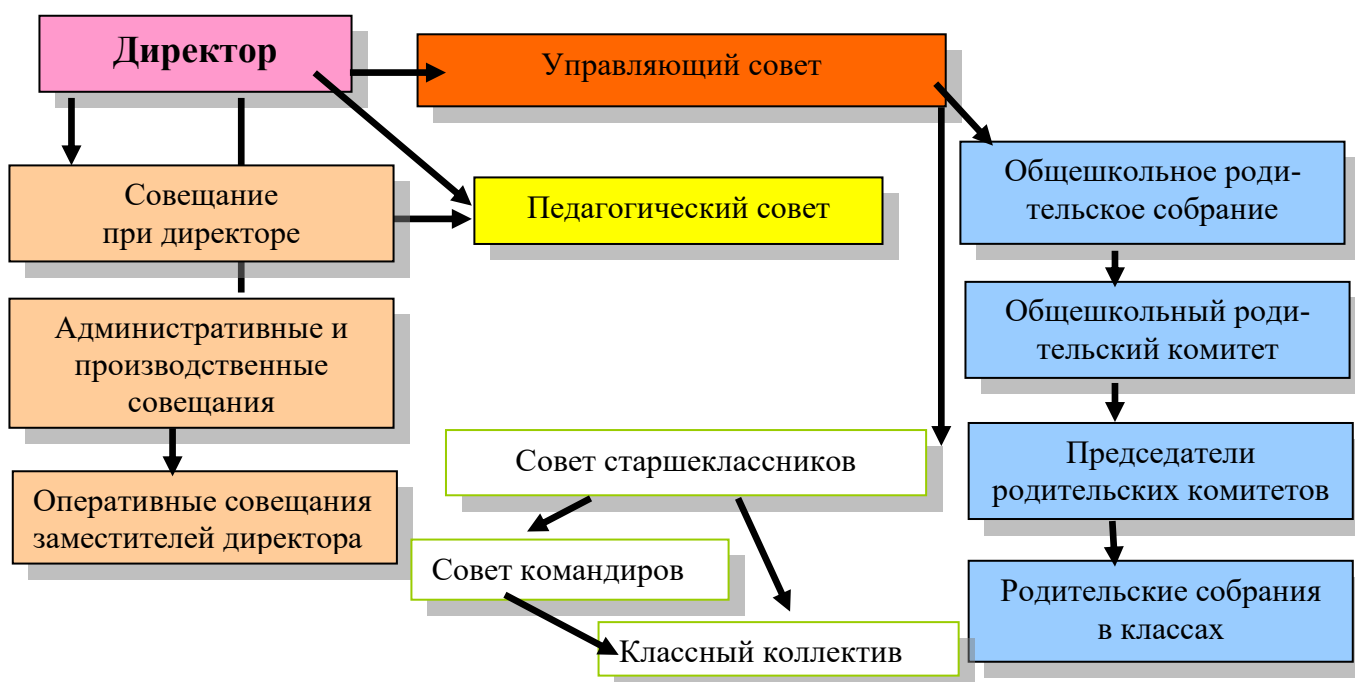 Директор
Управляющий совет
Совещание
при директоре
Педагогический совет
Общешкольное роди-
тельское собрание
Административные и
производственные
совещания
Общешкольный роди-
тельский комитет
Совет старшеклассников
Председатели
родительских комитетов
Оперативные совещания
заместителей директора
Совет командиров
Родительские собрания
в классах
Классный коллектив